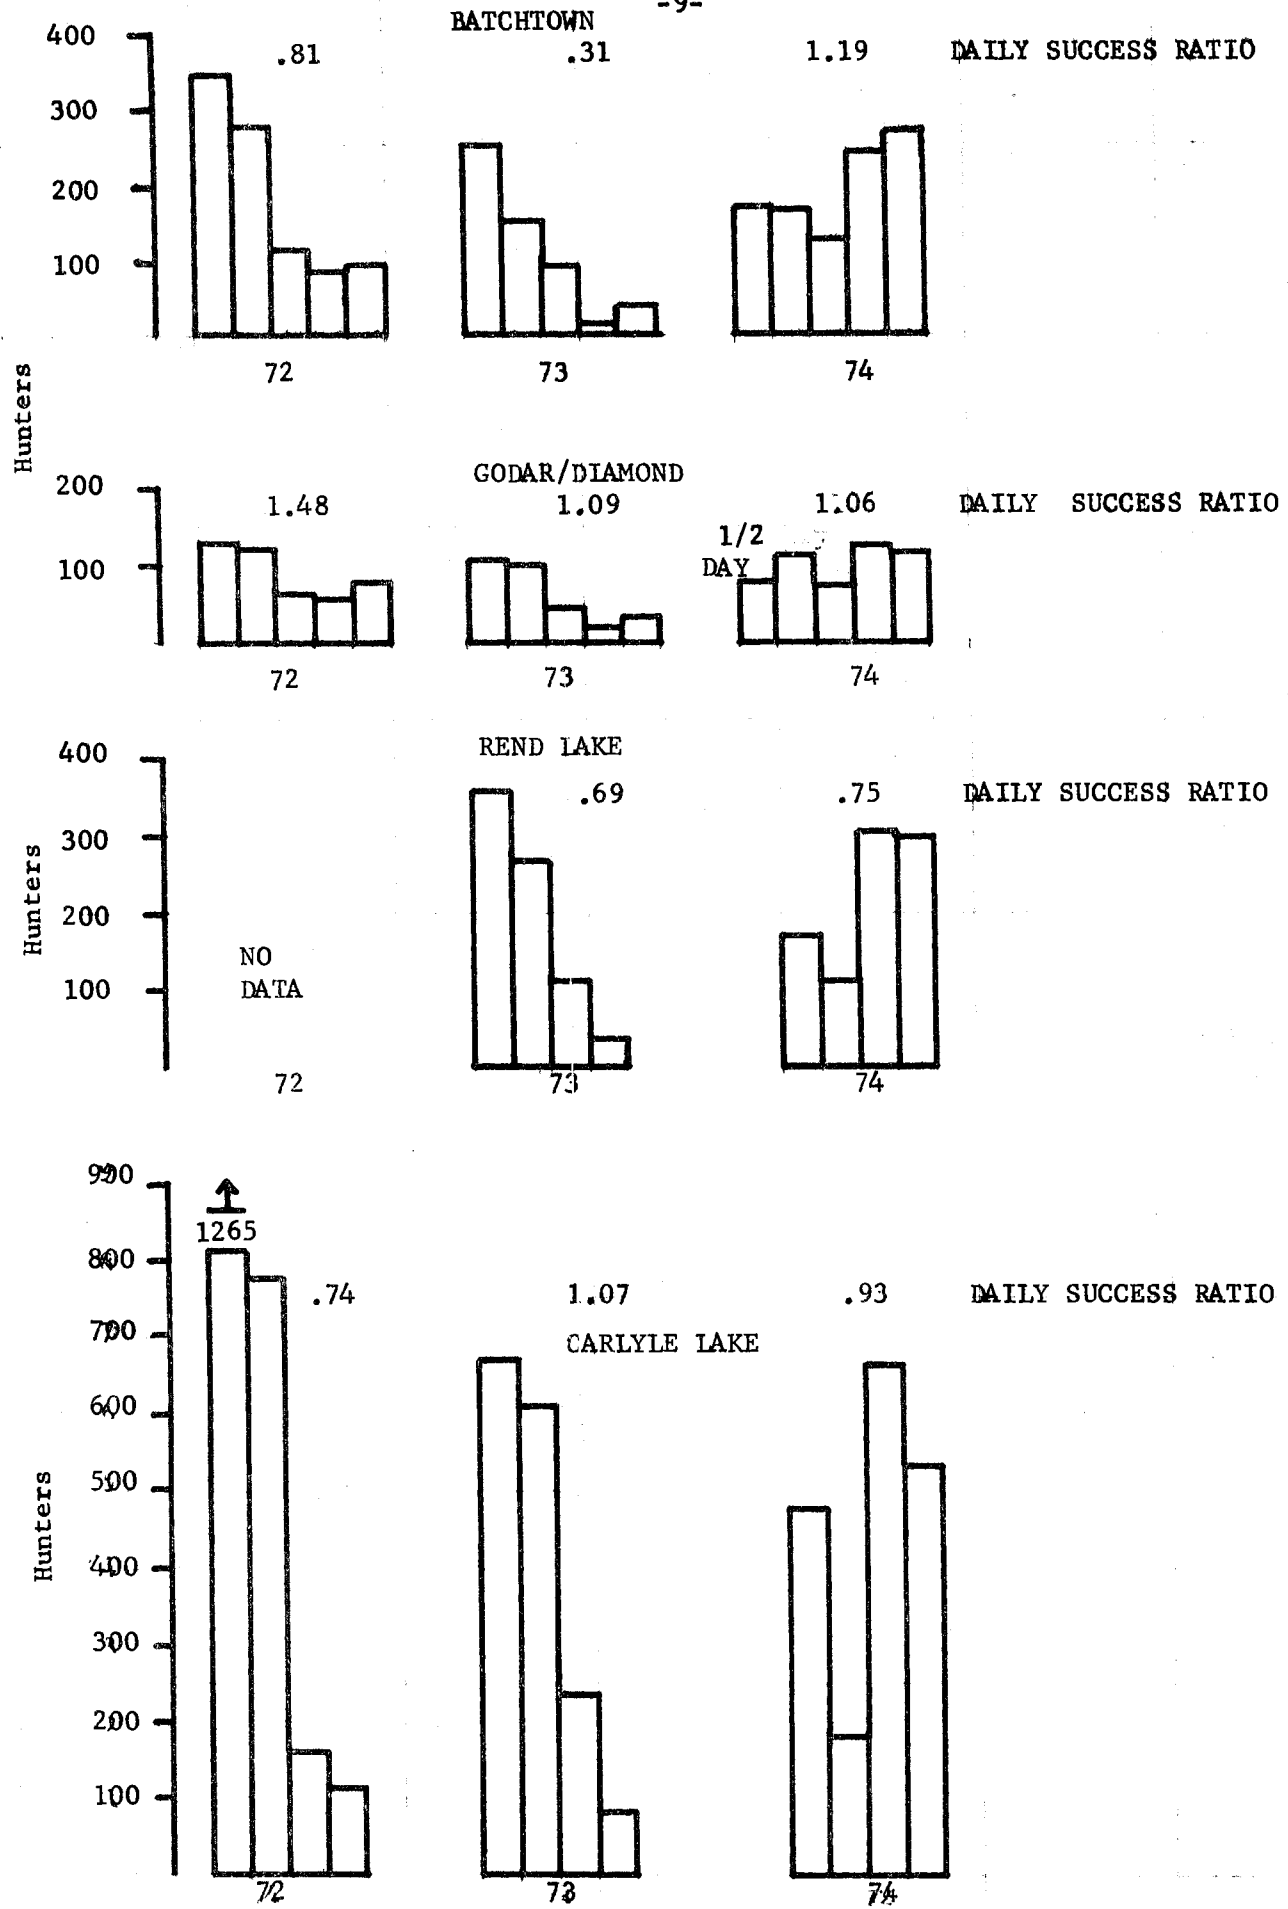 -9-
BATCHTOWN
400 .81 .31 1.19 DAILY SUCCESS RATIO
300
200
100
72 73 74
Hunters
GODAR/DIAMOND
200 1.48 1.09 1.06 DAILY SUCCESS RATIO
1/2
100 DAY
72 73 74
REND LAKE
400 .69 .75 DAILY SUCCESS RATIO
300
Hunters
200
NO
100 DATA
72 73 74
900
1265
800
.74 1.07 .93 DAILY SUCCESS RATIO
700
CARLYLE LAKE
600
500
Hunters
400
300
200
100
72 73 74